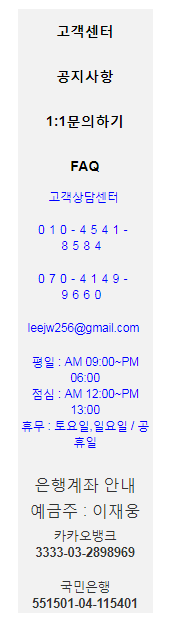 고객센터
공지사항
1:1문의하기
FAQ
고객상담센터
0 1 0 - 4 5 4 1 -
8 5 8 4
0 7 0 - 4 1 4 9 -
9 6 6 0
leejw256@gmail.com
평일 : AM 09:00~PM
06:00
점심 : AM 12:00~PM
13:00
휴무 : 토요일,일요일 / 공
휴일
은행계좌 안내
예금주 : 이재웅
카카오뱅크
3333-03-2898969
국민은행
551501-04-115401